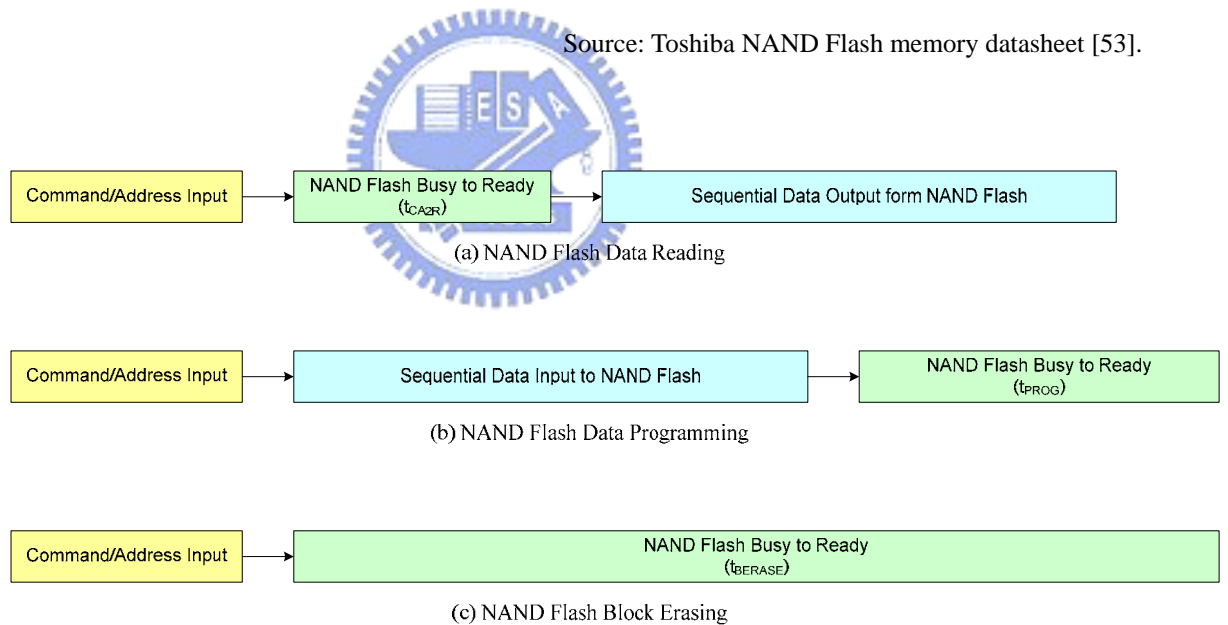 Source: Toshiba NAND Flash memory datasheet [53].
E S A
Command/Address Input
NAND Flash Busy to Ready
(tCA2R)
Sequential Data Output form NAND Flash
(a) NAND Flash Data Reading
Command/Address Input
Sequential Data Input to NAND Flash
NAND Flash Busy to Ready
(tPROG)
(b) NAND Flash Data Programming
Command/Address Input
NAND Flash Busy to Ready
(tBERASE)
(c) NAND Flash Block Erasing